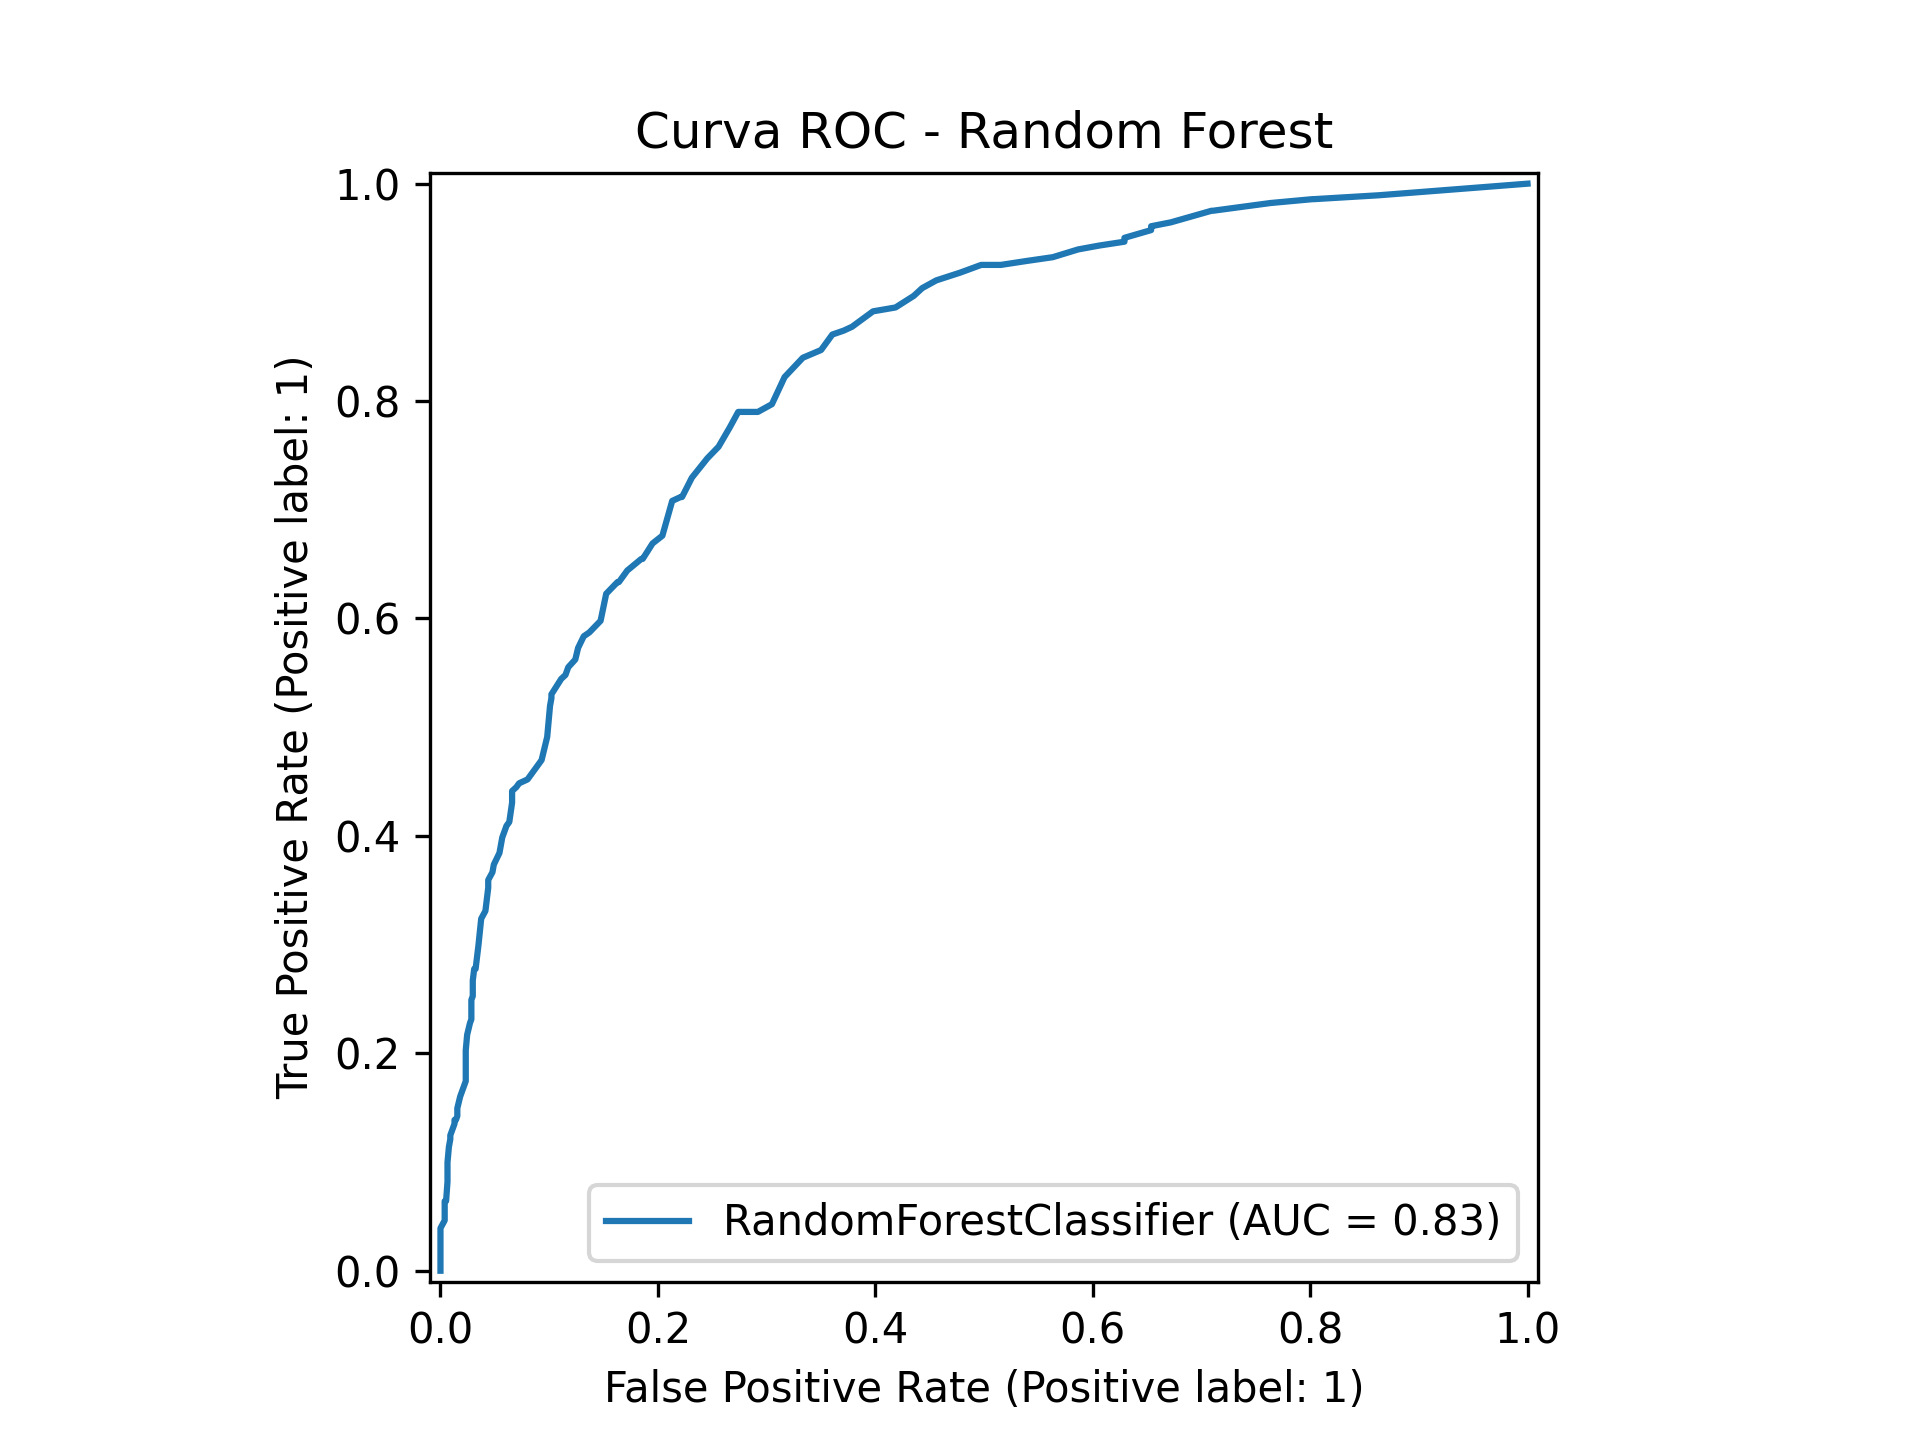 Curva ROC - Random Forest
True Positive Rate (Positive label: 1)
1.0
0.8
0.6
0.4
0.2
0.0
RandomForestClassifier (AUC = 0.83)
0.0 0.2 0.4 0.6 0.8 1.0
False Positive Rate (Positive label: 1)